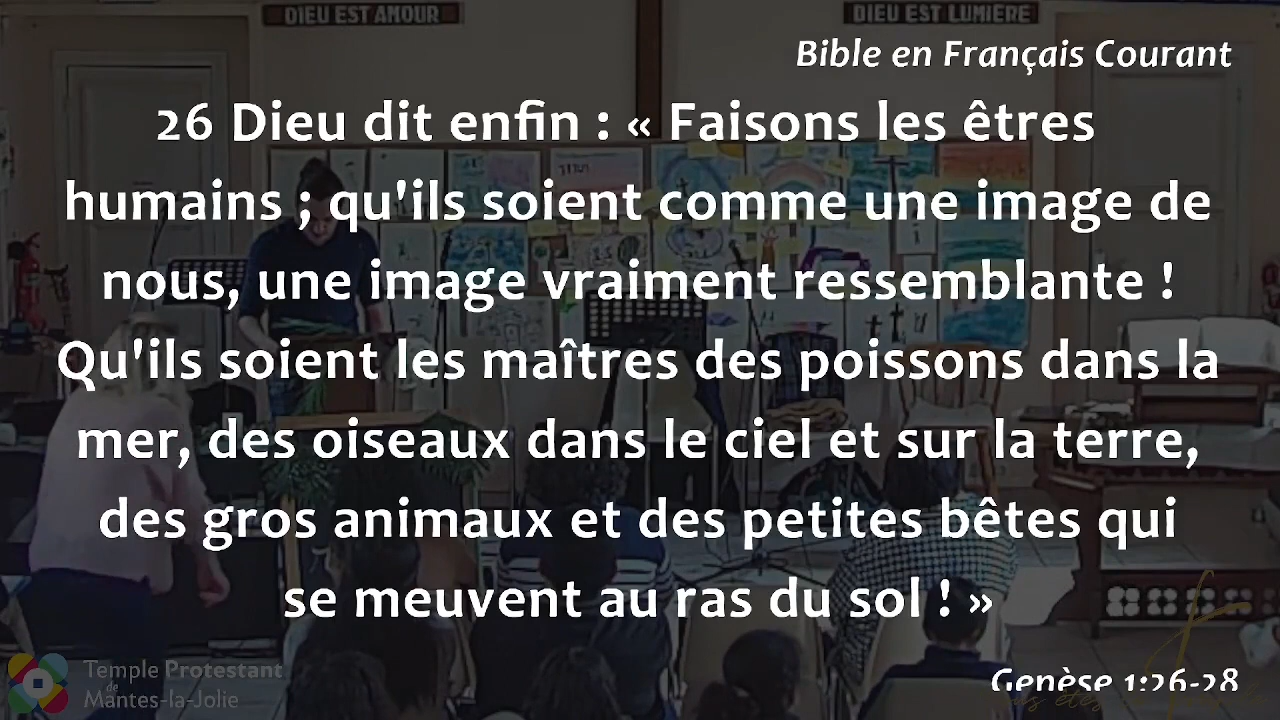 DIEU EST AMOUR
DIEU EST LUMIÈRE
Bible en Français Courant
26 Dieu dit enfin : « Faisons les êtres
humains ; qu'ils soient comme une image de
nous, une image vraiment ressemblante !
Qu'ils soient les maîtres des poissons dans la
mer, des oiseaux dans le ciel et sur la terre,
des gros animaux et des petites bêtes qui
se meuvent au ras du sol ! »
Temple Protestant
de
Mantes-la-Jolie
Genèse 1:26-28